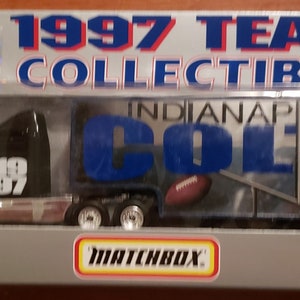 1997 TEA
COLLECTIB
INDIANAP
COL
19
97
MATCHBOX